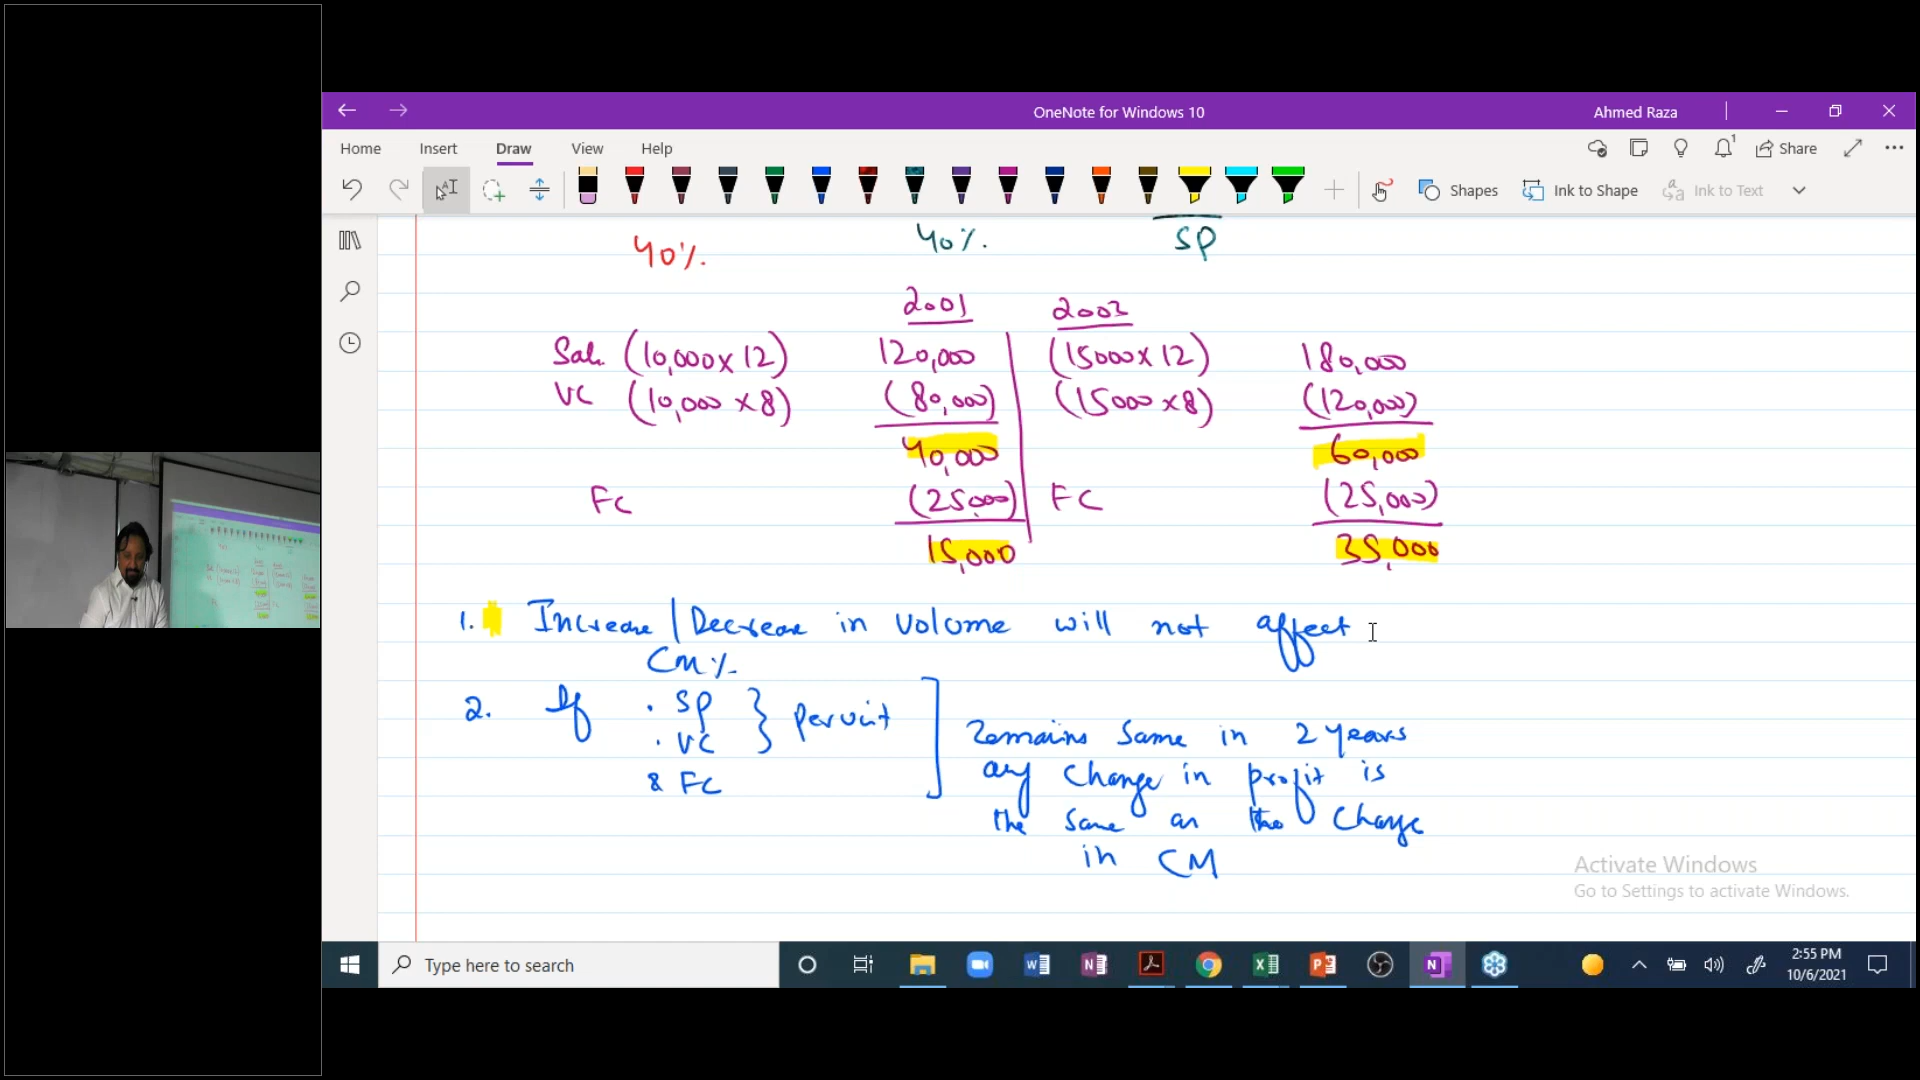 OneNote for Windows 10
Ahmed Raza
Home Insert Draw View Help
1
Share
Shapes Ink to Shape Ink to Text
40%.
40%.
SP
2001 2002
Sale (10,000 x 12) 120,000 (15000 x 12) 180,000
VC (10,000 x 8) (80,000) (15000 x 8) (120,000)
40,000 60,000
FC (25,000) FC (25,000)
15,000 35,000
1. Increase / Decrease in volume will not affect
CM %
2. If . SP } per unit
. VC
& FC
Remains Same in 2 years
any change in profit is
the same as the change
in CM
Activate Windows
Go to Settings to activate Windows.
Type here to search
2:55 PM
10/6/2021